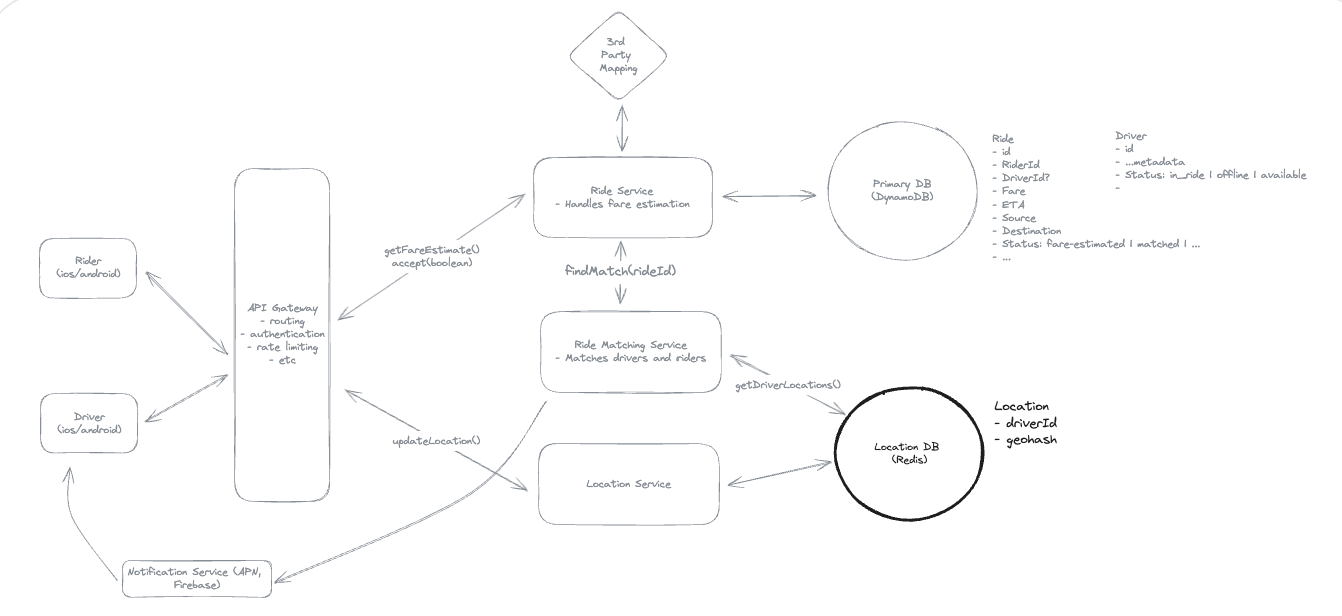 3rd
Party
Mapping
Ride Service
- Handles fare estimation
Primary DB
(DynamoDB)
Ride
- id
- RiderId
- DriverId?
- Fare
- ETA
- Source
- Destination
- Status: fare-estimated | matched | ...
- ...
Driver
- id
- ...metadata
- Status: in_ride | offline | available
-
getFareEstimate()
accept(boolean)
Rider
(ios/android)
API Gateway
- routing
- authentication
- rate limiting
- etc
findMatch(rideId)
Ride Matching Service
- Matches drivers and riders
getDriverLocations()
Driver
(ios/android)
updateLocation()
Location Service
Location DB
(Redis)
Location
- driverId
- geohash
Notification Service (APN,
Firebase)